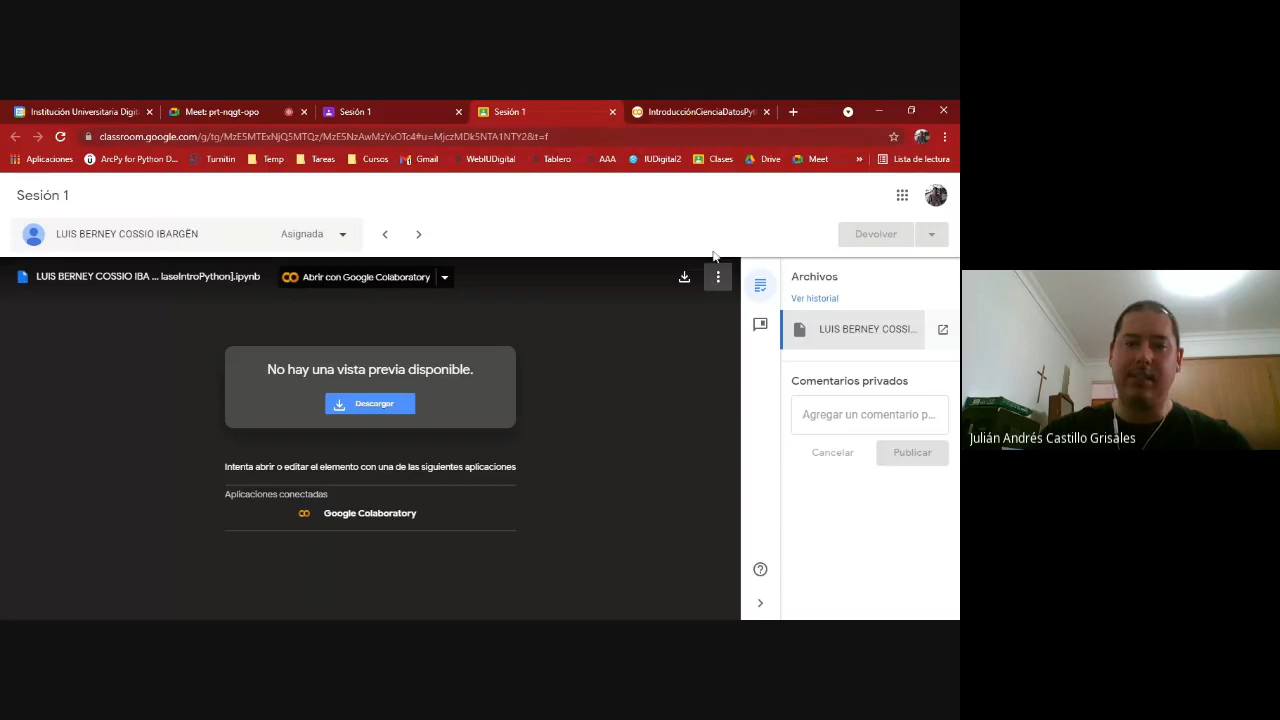 Institución Universitaria Digit
Meet: prt-nqgt-opo
Sesión 1
Sesión 1
IntroducciónCienciaDatosPyt
classroom.google.com/g/tg/MzE5MTExNjQ5MTQz/MzE5NzAwMzYxOTc4#u=MjczMDk5NTA1NTY2&t=f
Aplicaciones
ArcPy for Python D...
Turnitin
Temp
Tareas
Cursos
Gmail
WebIUDigital
Tablero
AAA
IUDigital2
Clases
Drive
Meet
»
Lista de lectura
Sesión 1
LUIS BERNEY COSSIO IBARGËN
Asignada
Devolver
LUIS BERNEY COSSIO IBA ... laseIntroPython].ipynb
Abrir con Google Colaboratory
Archivos
Ver historial
LUIS BERNEY COSSI...
No hay una vista previa disponible.
Descargar
Comentarios privados
Agregar un comentario p...
Cancelar
Publicar
Intenta abrir o editar el elemento con una de las siguientes aplicaciones
Aplicaciones conectadas
Google Colaboratory
Julián Andrés Castillo Grisales